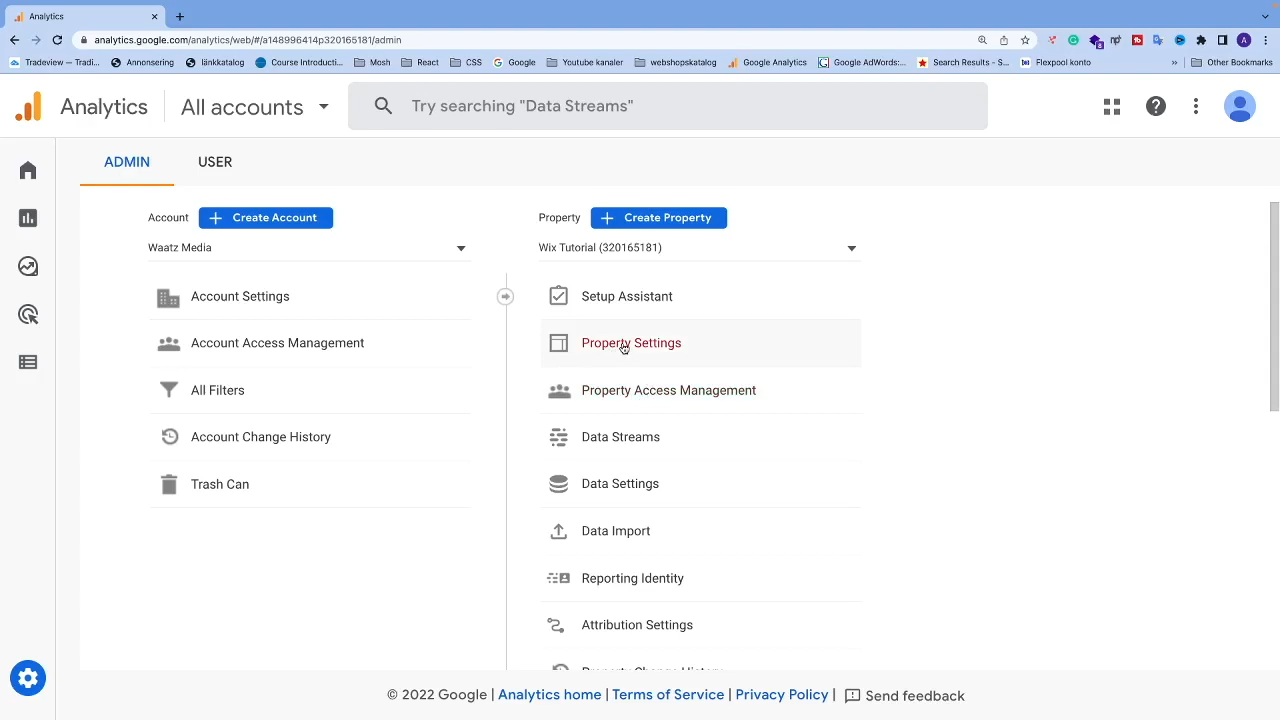 Analytics
analytics.google.com/analytics/web/#/a148996414p320165181/admin
Tradeview – Tradi... Annonsering länkkatalog Course Introducti... Mosh React CSS Google Youtube kanaler webshopskatalog Google Analytics Google AdWords:... Search Results – S... Flexpool konto » Other Bookmarks
Analytics All accounts Try searching "Data Streams"
ADMIN USER
Account + Create Account
Waatz Media
Account Settings
Account Access Management
All Filters
Account Change History
Trash Can
Property + Create Property
Wix Tutorial (320165181)
Setup Assistant
Property Settings
Property Access Management
Data Streams
Data Settings
Data Import
Reporting Identity
Attribution Settings
Property Change History
© 2022 Google | Analytics home | Terms of Service | Privacy Policy | Send feedback